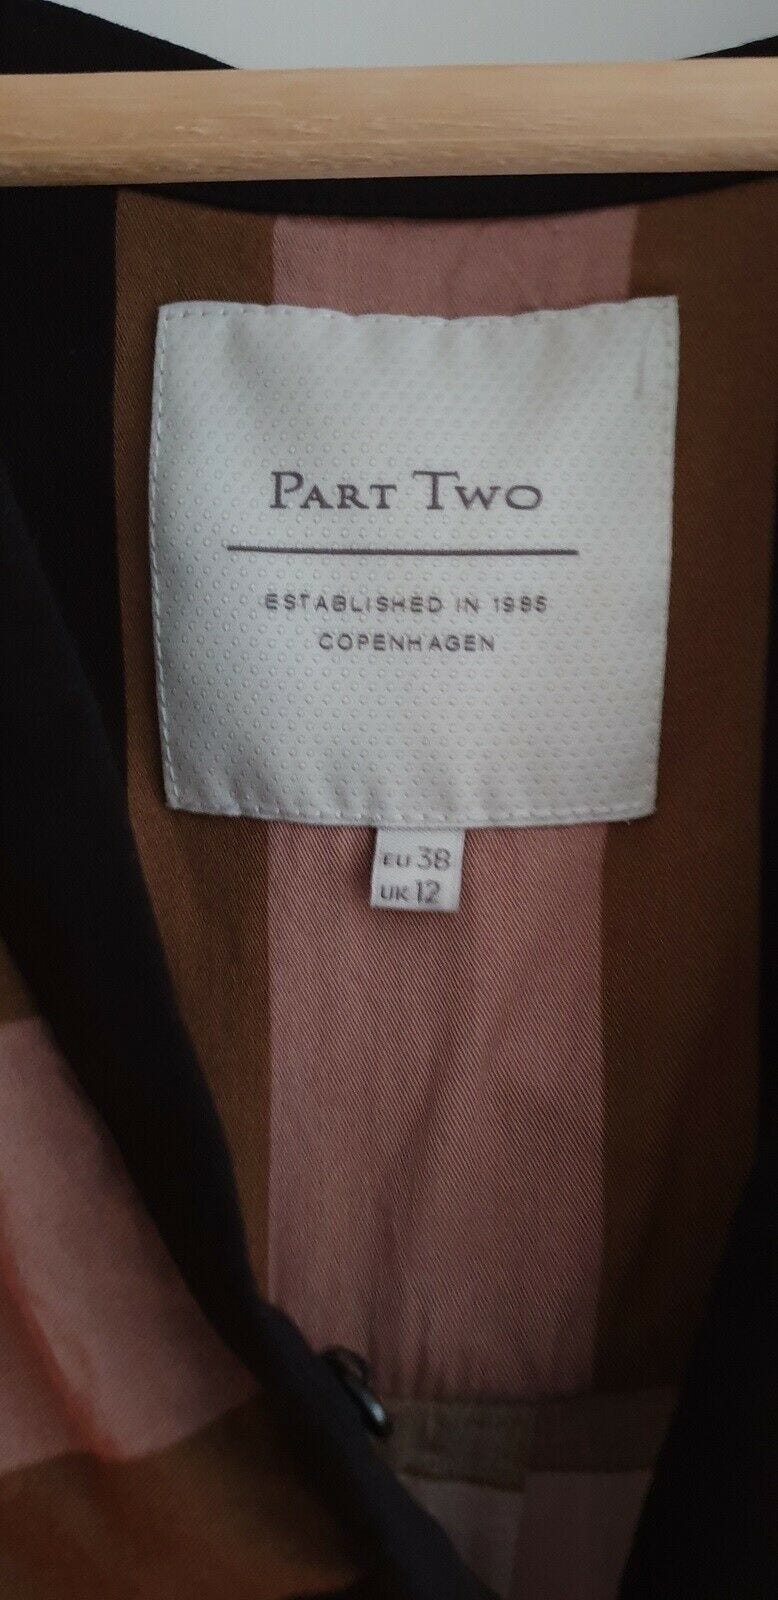 PART TWO
ESTABLISHED IN 1995
COPENHAGEN
EU 38
UK 12